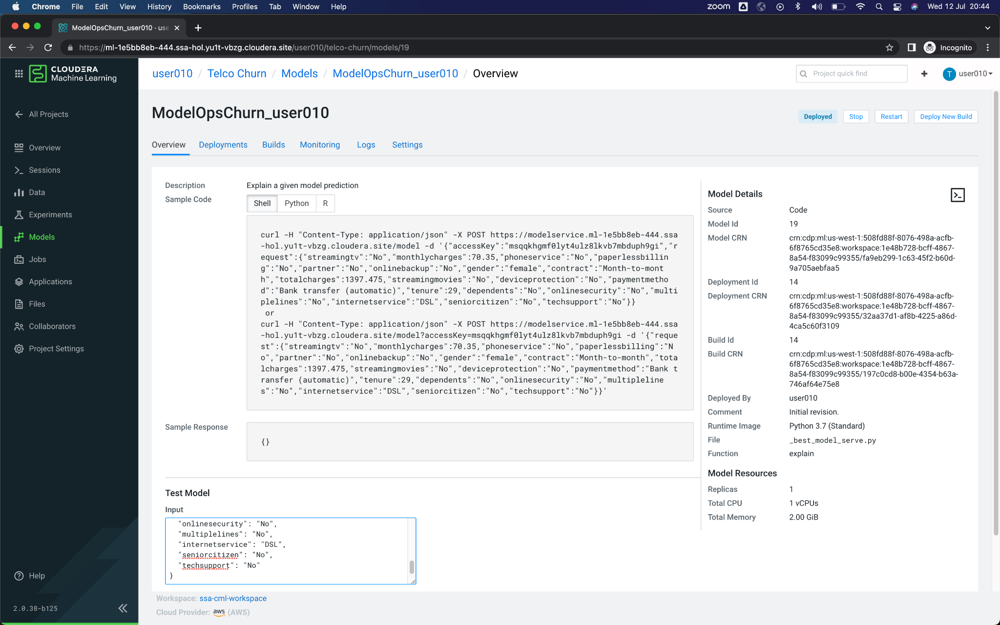 Chrome File Edit View History Bookmarks Profiles Tab Window Help zoom Wed 12 Jul 20:44
ModelOpsChurn_user010 · use
https://ml-1e5bb8eb-444.ssa-hol.yu1t-vbzg.cloudera.site/user010/telco-churn/models/19 Incognito
CLOUDERA
Machine Learning
user010 / Telco Churn / Models / ModelOpsChurn_user010 / Overview
Project quick find
T user010
All Projects
Overview
Sessions
Data
Experiments
Models
Jobs
Applications
Files
Collaborators
Project Settings
Help
2.0.38-b125
ModelOpsChurn_user010
Deployed Stop Restart Deploy New Build
Overview Deployments Builds Monitoring Logs Settings
Description Explain a given model prediction
Sample Code
Shell Python R
curl -H "Content-Type: application/json" -X POST https://modelservice.ml-1e5bb8eb-444.ssa
-hol.yu1t-vbzg.cloudera.site/model -d '{"accessKey":"msqqkhgmf0lyt4ulz8lkvb7mbduph9gi","r
equest":{"streamingtv":"No","monthlycharges":70.35,"phoneservice":"No","paperlessbillin
g":"No","partner":"No","onlinebackup":"No","gender":"female","contract":"Month-to-mont
h","totalcharges":1397.475,"streamingmovies":"No","deviceprotection":"No","paymentmetho
d":"Bank transfer (automatic)","tenure":29,"dependents":"No","onlinesecurity":"No","multi
plelines":"No","internetservice":"DSL","seniorcitizen":"No","techsupport":"No"}}
or
curl -H "Content-Type: application/json" -X POST https://modelservice.ml-1e5bb8eb-444.ssa
-hol.yu1t-vbzg.cloudera.site/model?accessKey=msqqkhgmf0lyt4ulz8lkvb7mbduph9gi -d '{"reque
st":{"streamingtv":"No","monthlycharges":70.35,"phoneservice":"No","paperlessbilling":"N
o","partner":"No","onlinebackup":"No","gender":"female","contract":"Month-to-month","tota
lcharges":1397.475,"streamingmovies":"No","deviceprotection":"No","paymentmethod":"Bank t
ransfer (automatic)","tenure":29,"dependents":"No","onlinesecurity":"No","multipleline
s":"No","internetservice":"DSL","seniorcitizen":"No","techsupport":"No"}}'
Sample Response
{}
Test Model
Input
"onlinesecurity": "No",
"multiplelines": "No",
"internetservice": "DSL",
"seniorcitizen": "No",
"techsupport": "No"
}
Model Details
Source Code
Model Id 19
Model CRN crn:cdp:ml:us-west-1:508fd88f-8076-498a-acfb-
6f8765cd35e8:workspace:1e48b728-bcff-4867-
8a54-f83099c99355/fa9eb299-1c63-45f2-b60d-
9a705aebfaa5
Deployment Id 14
Deployment CRN crn:cdp:ml:us-west-1:508fd88f-8076-498a-acfb-
6f8765cd35e8:workspace:1e48b728-bcff-4867-
8a54-f83099c99355/32aa37d1-af8b-4225-a86d-
4ca5c60f3109
Build Id 14
Build CRN crn:cdp:ml:us-west-1:508fd88f-8076-498a-acfb-
6f8765cd35e8:workspace:1e48b728-bcff-4867-
8a54-f83099c99355/197c0cd8-b00e-4354-b63a-
746af64e75e8
Deployed By user010
Comment Initial revision.
Runtime Image Python 3.7 (Standard)
File _best_model_serve.py
Function explain
Model Resources
Replicas 1
Total CPU 1 vCPUs
Total Memory 2.00 GiB
Workspace: ssa-cml-workspace
Cloud Provider: aws (AWS)